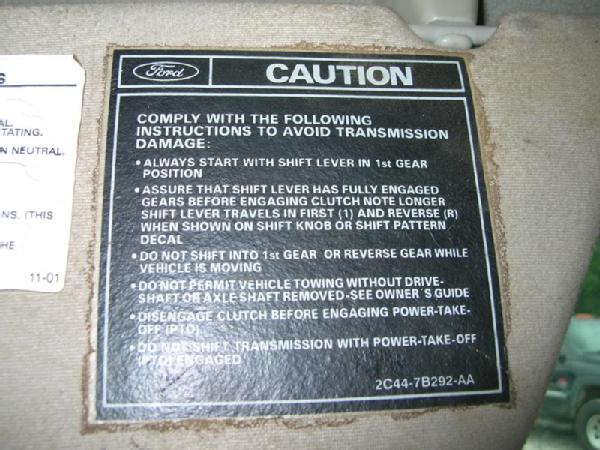 S
AL.
TATING.
N NEUTRAL.
NS. (THIS
HE
11-01
Ford
CAUTION
COMPLY WITH THE FOLLOWING
INSTRUCTIONS TO AVOID TRANSMISSION
DAMAGE:
• ALWAYS START WITH SHIFT LEVER IN 1st GEAR
POSITION
• ASSURE THAT SHIFT LEVER HAS FULLY ENGAGED
GEARS BEFORE ENGAGING CLUTCH NOTE LONGER
SHIFT LEVER TRAVELS IN FIRST (1) AND REVERSE (R)
WHEN SHOWN ON SHIFT KNOB OR SHIFT PATTERN
DECAL
• DO NOT SHIFT INTO 1st GEAR OR REVERSE GEAR WHILE
VEHICLE IS MOVING
• DO NOT PERMIT VEHICLE TOWING WITHOUT DRIVE-
SHAFT OR AXLE SHAFT REMOVED-SEE OWNER'S GUIDE
• DISENGAGE CLUTCH BEFORE ENGAGING POWER-TAKE-
OFF (PTO)
• DO NOT SHIFT TRANSMISSION WITH POWER-TAKE-OFF
(PTO) ENGAGED
2C44-7B292-AA